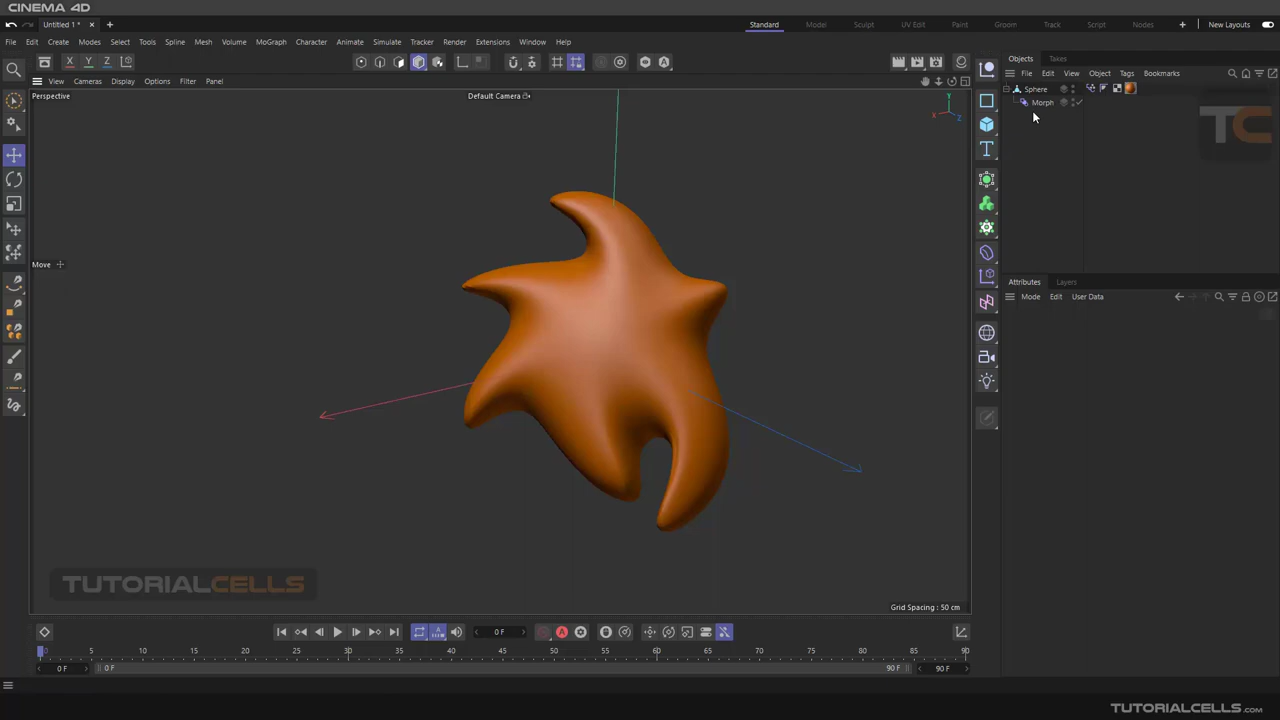 CINEMA 4D
Untitled 1 *
Standard Model Sculpt UV Edit Paint Groom Track Script Nodes New Layouts
File Edit Create Modes Select Tools Spline Mesh Volume MoGraph Character Animate Simulate Tracker Render Extensions Window Help
X Y Z
Objects Takes
File Edit View Object Tags Bookmarks
View Cameras Display Options Filter Panel
Perspective
Default Camera
Sphere
Morph
TC
Y
X
Z
Move
Attributes Layers
Mode Edit User Data
TUTORIALCELLS
Grid Spacing : 50 cm
0 F
0 5 10 15 20 25 30 35 40 45 50 55 60 65 70 75 80 85 90
0 F 0 F 90 F 90 F
TUTORIALCELLS.com